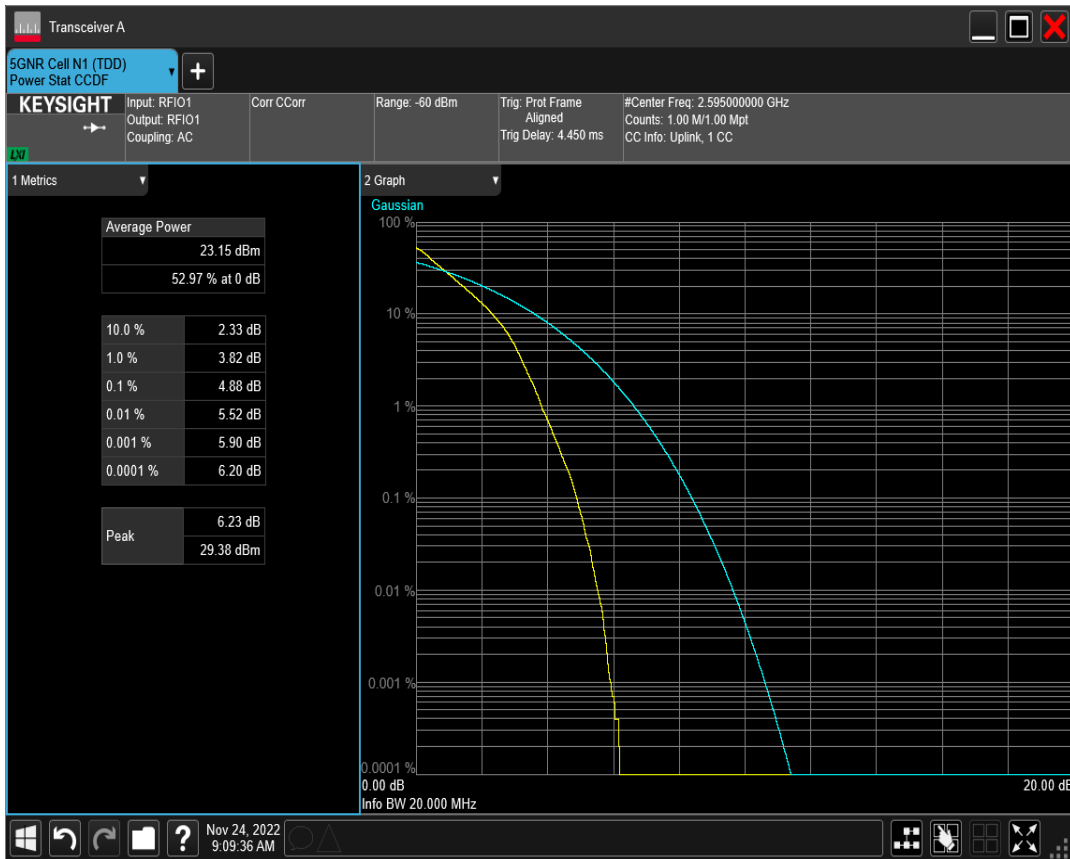 Transceiver A
5GNR Cell N1 (TDD)
Power Stat CCDF
+
KEYSIGHT
LXI
Input: RFIO1
Output: RFIO1
Coupling: AC
Corr CCorr
Range: -60 dBm
Trig: Prot Frame
Aligned
Trig Delay: 4.450 ms
#Center Freq: 2.595000000 GHz
Counts: 1.00 M/1.00 Mpt
CC Info: Uplink, 1 CC
1 Metrics
Average Power
23.15 dBm
52.97 % at 0 dB
10.0 % 2.33 dB
1.0 % 3.82 dB
0.1 % 4.88 dB
0.01 % 5.52 dB
0.001 % 5.90 dB
0.0001 % 6.20 dB
Peak
6.23 dB
29.38 dBm
2 Graph
Gaussian
100 %
10 %
1 %
0.1 %
0.01 %
0.001 %
0.0001 %
0.00 dB 20.00 dB
Info BW 20.000 MHz
?
Nov 24, 2022
9:09:36 AM